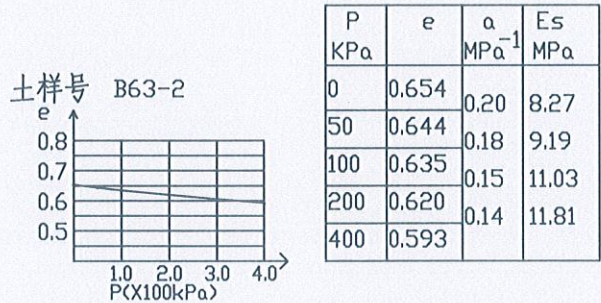 土样号 B63-2
e
0.8
0.7
0.6
0.5
1.0 2.0 3.0 4.0
P(X100kPa)
P e a Es
KPa MPa⁻¹ MPa
0 0.654
0.20 8.27
50 0.644
0.18 9.19
100 0.635
0.15 11.03
200 0.620
0.14 11.81
400 0.593